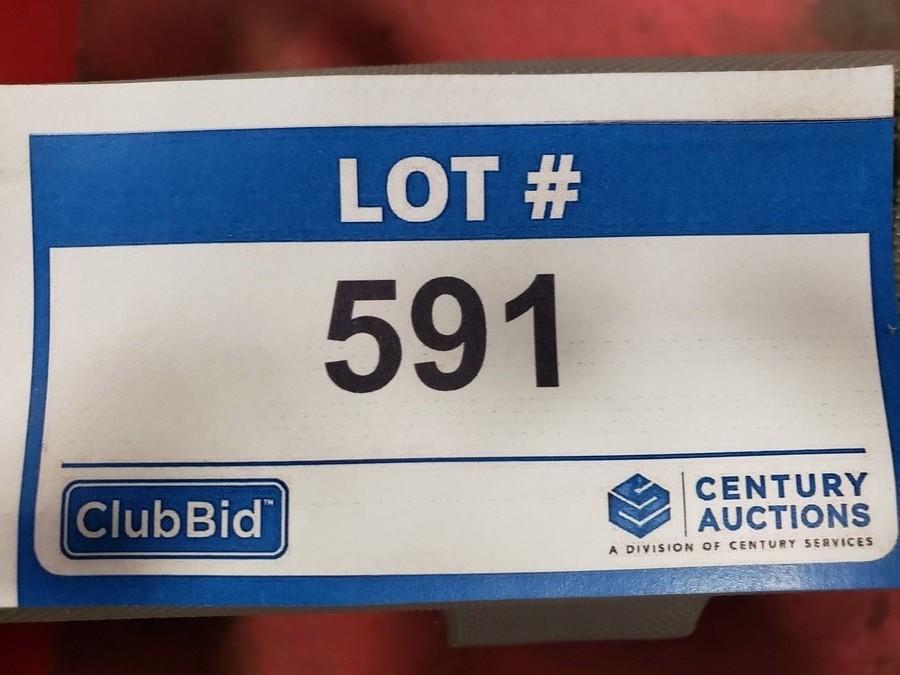 LOT #
591
ClubBid™
CENTURY
AUCTIONS
A DIVISION OF CENTURY SERVICES